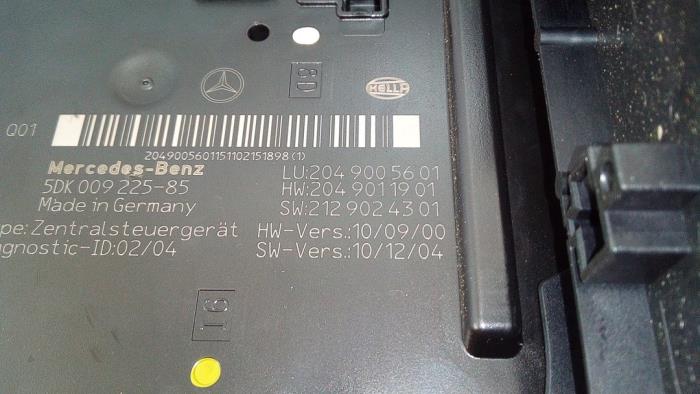 6D
HELLA
Q01
2049005601151102151898(1)
Mercedes-Benz
5DK 009 225-85
Made in Germany
pe:Zentralsteuergerät
gnostic-ID:02/04
LU:204 900 56 01
HW:204 901 19 01
SW:212 902 43 01
HW-Vers.:10/09/00
SW-Vers.:10/12/04